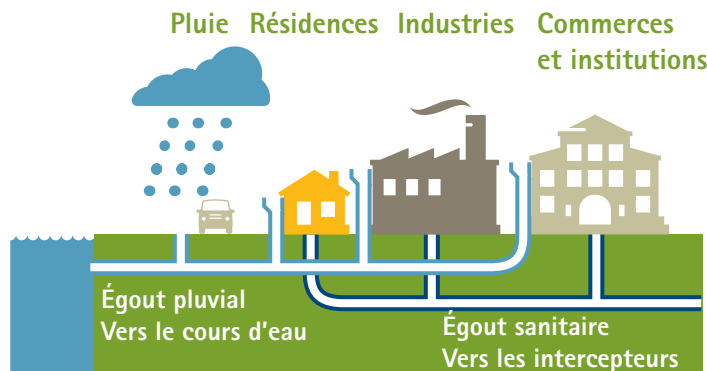 Pluie Résidences Industries Commerces
et institutions
Égout pluvial
Vers le cours d’eau
Égout sanitaire
Vers les intercepteurs